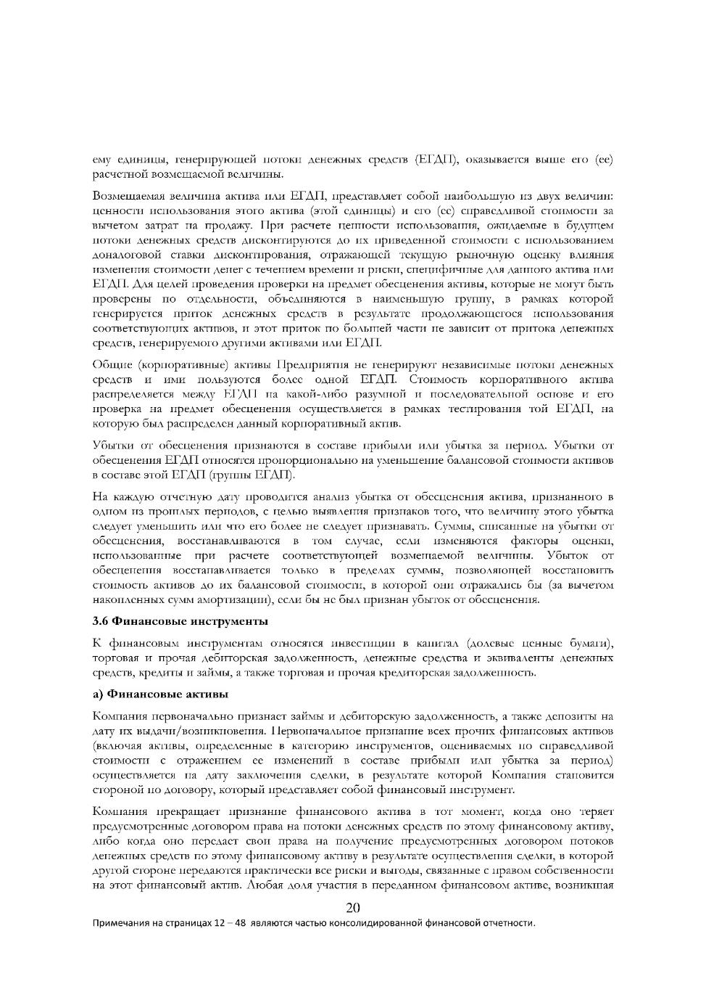 ему единицы, генерирующей потоки денежных средств (ЕГДП), оказывается выше его (ее)
расчетной возмещаемой величины.
Возмещаемая величина актива или ЕГДП, представляет собой наибольшую из двух величин:
ценности использования этого актива (этой единицы) и его (ее) справедливой стоимости за
вычетом затрат на продажу. При расчете ценности использования, ожидаемые в будущем
потоки денежных средств дисконтируются до их приведенной стоимости с использованием
доналоговой ставки дисконтирования, отражающей текущую рыночную оценку влияния
изменения стоимости денег с течением времени и риски, специфичные для данного актива или
ЕГДП. Для целей проведения проверки на предмет обесценения активы, которые не могут быть
проверены по отдельности, объединяются в наименьшую группу, в рамках которой
генерируется приток денежных средств в результате продолжающегося использования
соответствующих активов, и этот приток по большей части не зависит от притока денежных
средств, генерируемого другими активами или ЕГДП.
Общие (корпоративные) активы Предприятия не генерируют независимые потоки денежных
средств и ими пользуются более одной ЕГДП. Стоимость корпоративного актива
распределяется между ЕГДП на какой-либо разумной и последовательной основе и его
проверка на предмет обесценения осуществляется в рамках тестирования той ЕГДП, на
которую был распределен данный корпоративный актив.
Убытки от обесценения признаются в составе прибыли или убытка за период. Убытки от
обесценения ЕГДП относятся пропорционально на уменьшение балансовой стоимости активов
в составе этой ЕГДП (группы ЕГДП).
На каждую отчетную дату проводится анализ убытка от обесценения актива, признанного в
одном из прошлых периодов, с целью выявления признаков того, что величину этого убытка
следует уменьшить или что его более не следует признавать. Суммы, списанные на убытки от
обесценения, восстанавливаются в том случае, если изменяются факторы оценки,
использованные при расчете соответствующей возмещаемой величины. Убыток от
обесценения восстанавливается только в пределах суммы, позволяющей восстановить
стоимость активов до их балансовой стоимости, в которой они отражались бы (за вычетом
накопленных сумм амортизации), если бы не был признан убыток от обесценения.
3.6 Финансовые инструменты
К финансовым инструментам относятся инвестиции в капитал (долевые ценные бумаги),
торговая и прочая дебиторская задолженность, денежные средства и эквиваленты денежных
средств, кредиты и займы, а также торговая и прочая кредиторская задолженность.
а) Финансовые активы
Компания первоначально признает займы и дебиторскую задолженность, а также депозиты на
дату их выдачи/возникновения. Первоначальное признание всех прочих финансовых активов
(включая активы, определенные в категорию инструментов, оцениваемых по справедливой
стоимости с отражением ее изменений в составе прибыли или убытка за период)
осуществляется на дату заключения сделки, в результате которой Компания становится
стороной по договору, который представляет собой финансовый инструмент.
Компания прекращает признание финансового актива в тот момент, когда оно теряет
предусмотренные договором права на потоки денежных средств по этому финансовому активу,
либо когда оно передает свои права на получение предусмотренных договором потоков
денежных средств по этому финансовому активу в результате осуществления сделки, в которой
другой стороне передаются практически все риски и выгоды, связанные с правом собственности
на этот финансовый актив. Любая доля участия в переданном финансовом активе, возникшая
20
Примечания на страницах 12 – 48 являются частью консолидированной финансовой отчетности.